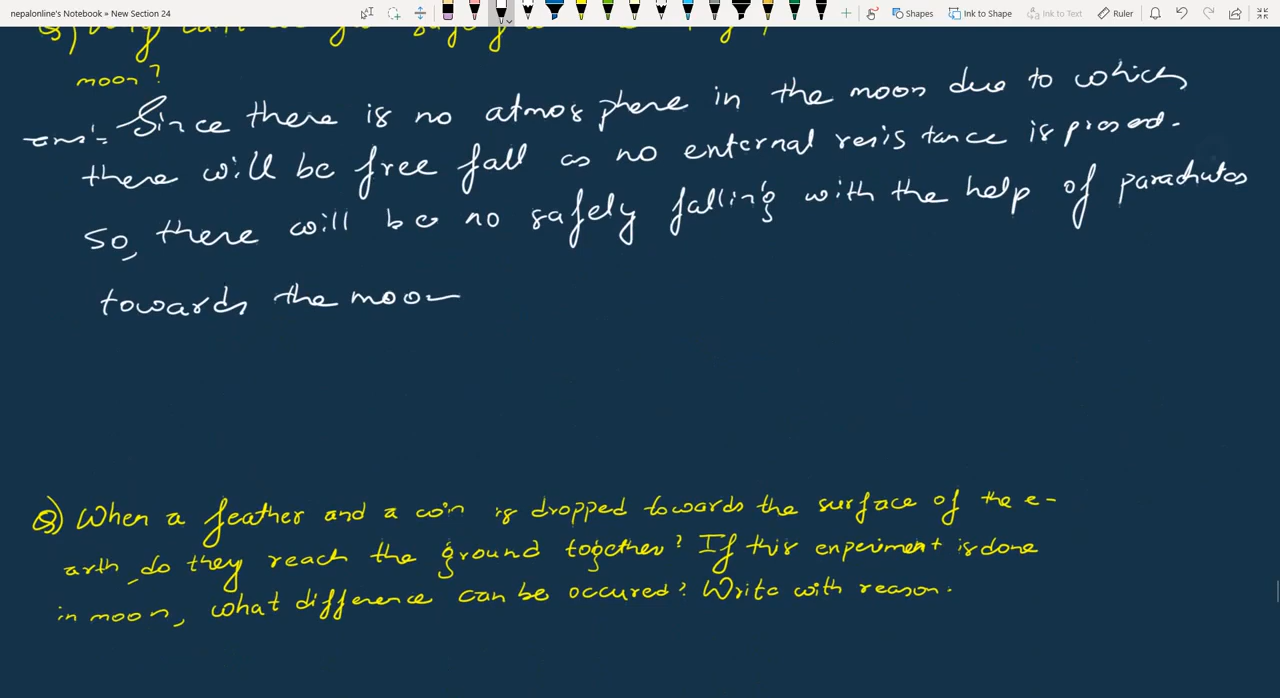 nepalonline's Notebook » New Section 24
Shapes Ink to Shape Ink to Text Ruler
moon?
ans:- Since there is no atmosphere in the moon due to which
there will be free fall as no enternal resistance is present.
So, there will be no safely falling with the help of parachutes
towards the moon
Q) When a feather and a coin is dropped towards the surface of the e-
arth, do they reach the ground together? If this enperiment is done
in moon, what difference can be occured? Write with reason.